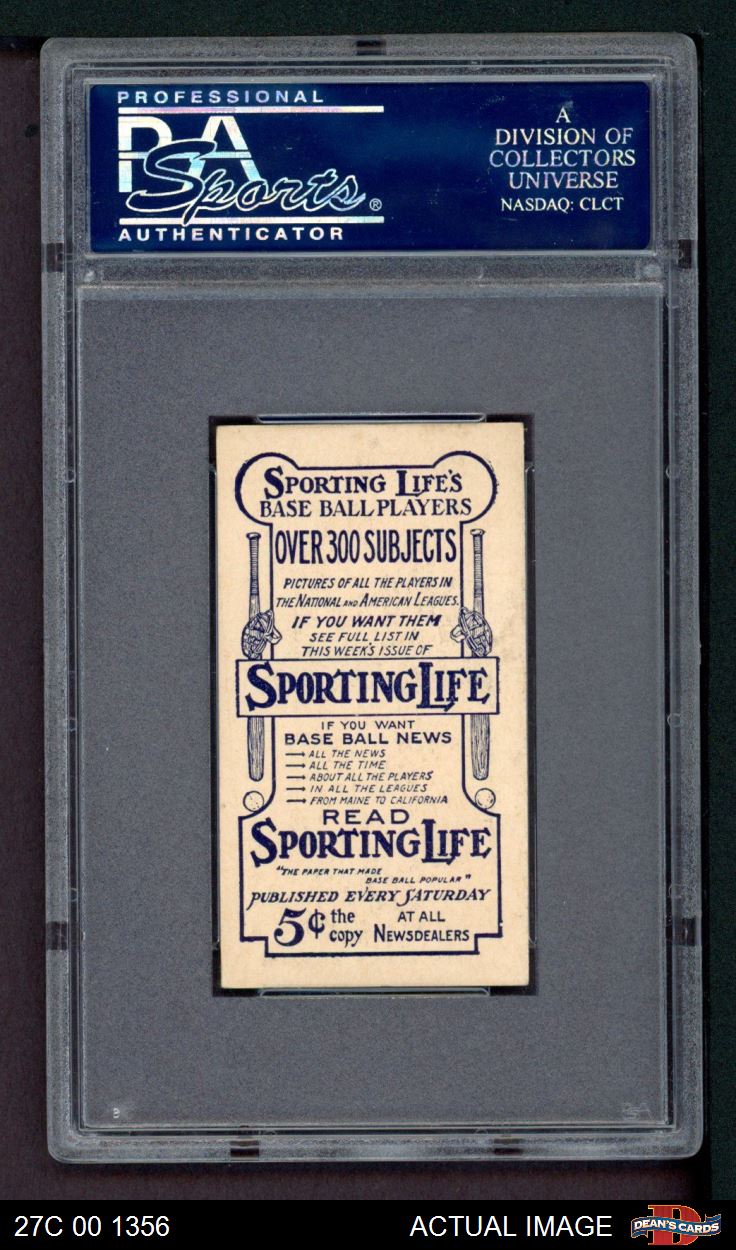 PROFESSIONAL
PSA
Sports®
AUTHENTICATOR
A
DIVISION OF
COLLECTORS
UNIVERSE
NASDAQ: CLCT
SPORTING LIFE'S
BASE BALL PLAYERS
OVER 300 SUBJECTS
PICTURES OF ALL THE PLAYERS IN
THE NATIONAL AND AMERICAN LEAGUES.
IF YOU WANT THEM
SEE FULL LIST IN
THIS WEEK'S ISSUE OF
SPORTING LIFE
IF YOU WANT
BASE BALL NEWS
ALL THE NEWS
ALL THE TIME
ABOUT ALL THE PLAYERS
IN ALL THE LEAGUES
FROM MAINE TO CALIFORNIA
READ
SPORTING LIFE
"THE PAPER THAT MADE
BASE BALL POPULAR"
PUBLISHED EVERY SATURDAY
5¢ the copy AT ALL NEWSDEALERS
27C 00 1356
ACTUAL IMAGE
DEAN'S CARDS